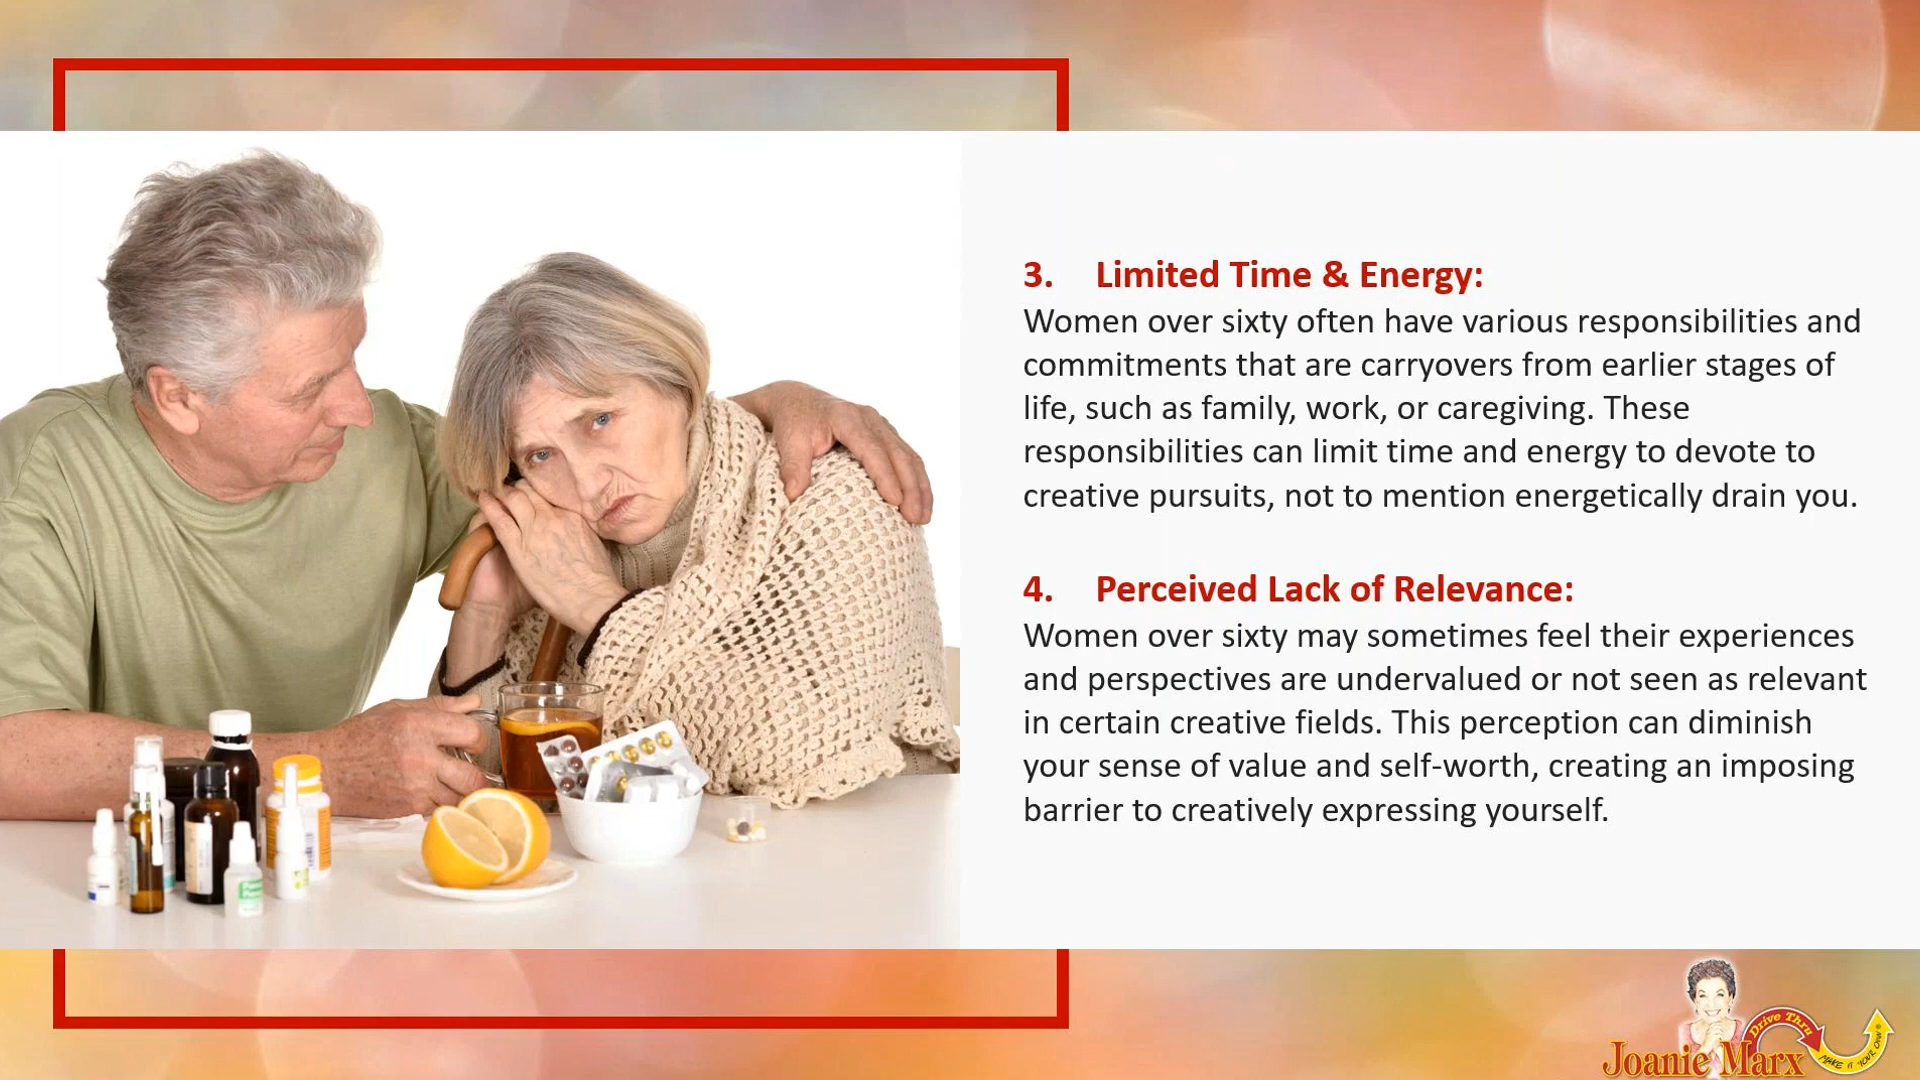 3. Limited Time & Energy:
Women over sixty often have various responsibilities and
commitments that are carryovers from earlier stages of
life, such as family, work, or caregiving. These
responsibilities can limit time and energy to devote to
creative pursuits, not to mention energetically drain you.
4. Perceived Lack of Relevance:
Women over sixty may sometimes feel their experiences
and perspectives are undervalued or not seen as relevant
in certain creative fields. This perception can diminish
your sense of value and self-worth, creating an imposing
barrier to creatively expressing yourself.
Drive Thru
MAKE IT YOUR OWN®
Joanie Marx